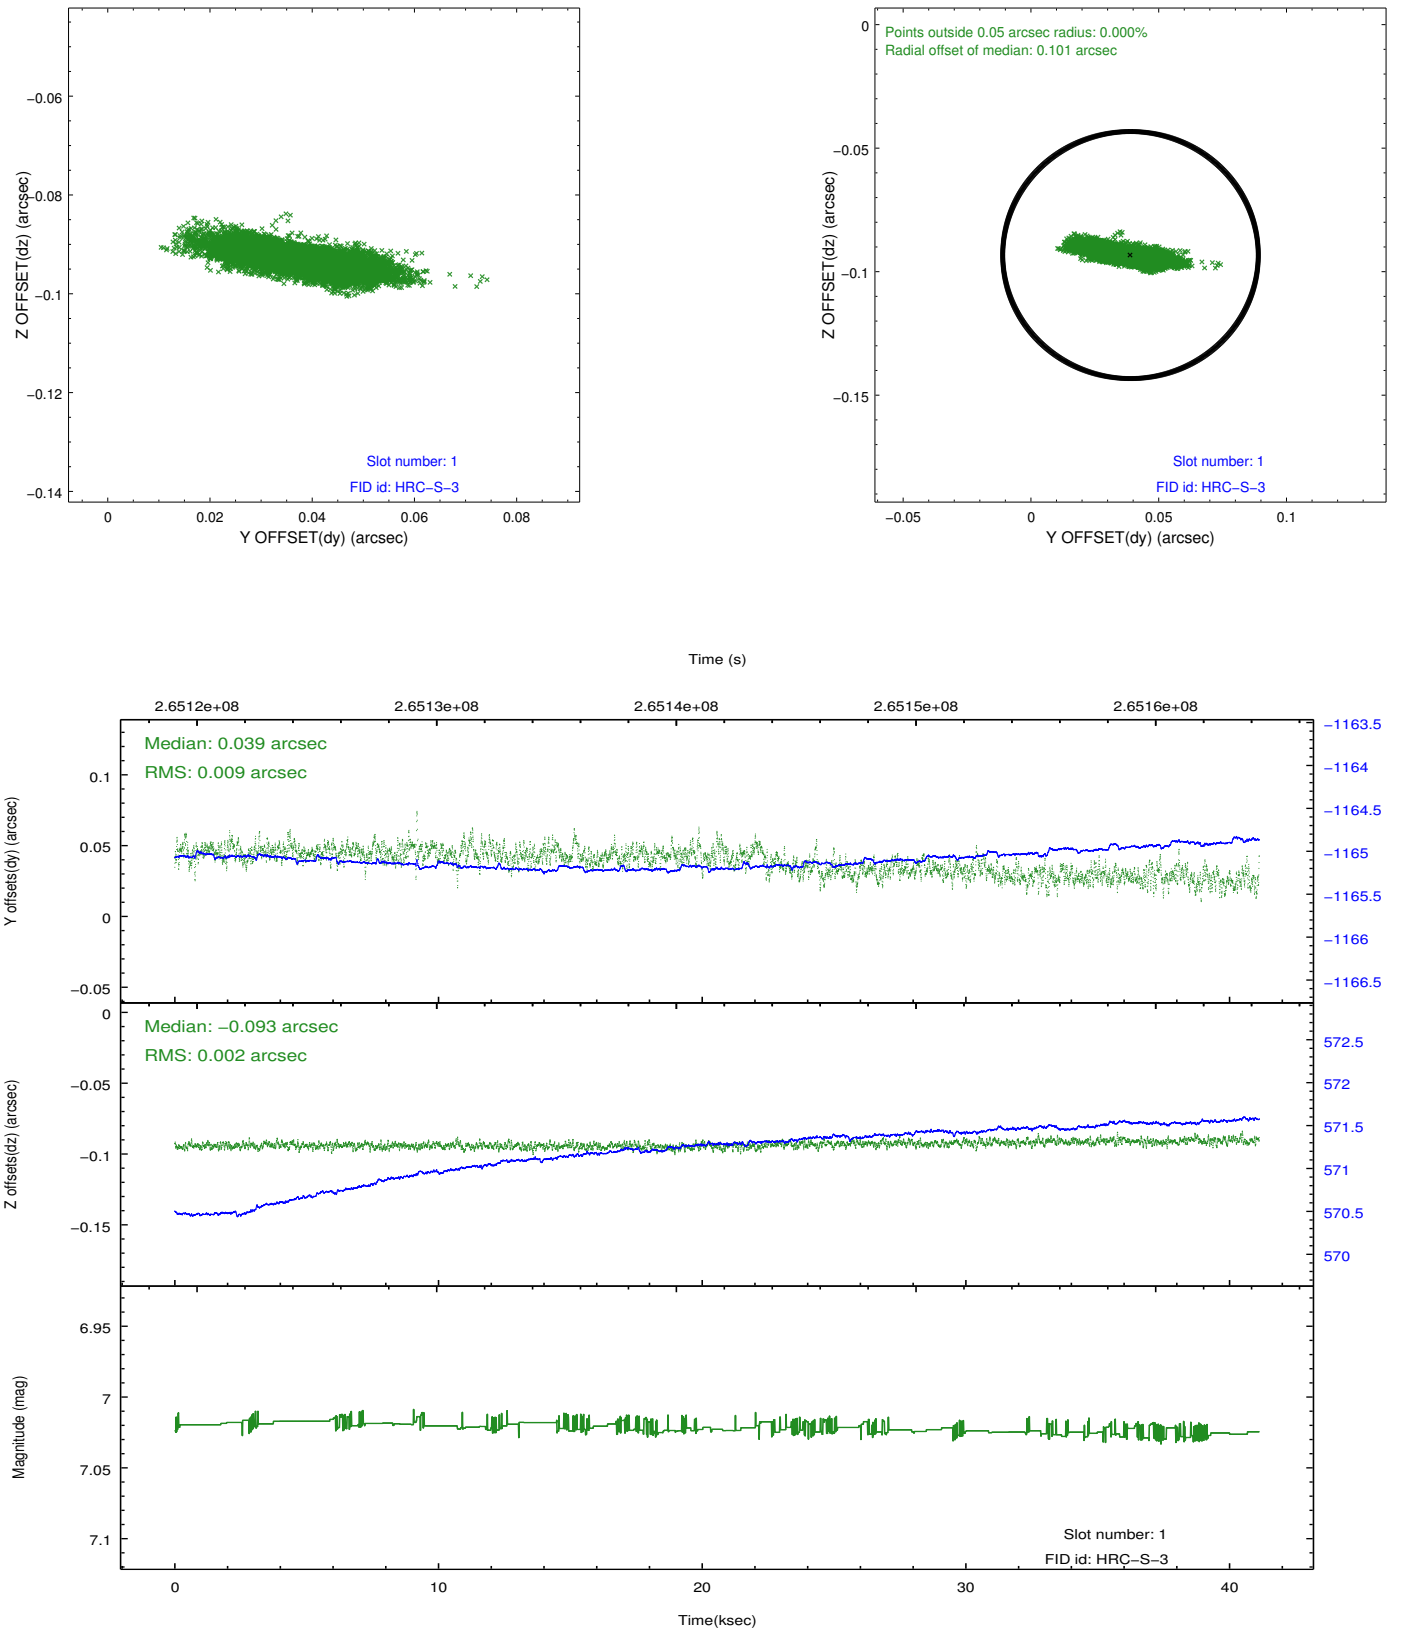 Points outside 0.05 arcsec radius: 0.000%
Radial offset of median: 0.101 arcsec
−0.06
−0.08
−0.1
−0.12
−0.14
Z OFFSET(dz) (arcsec)
Slot number: 1
FID id: HRC−S−3
0 0.02 0.04 0.06 0.08
Y OFFSET(dy) (arcsec)
0
−0.05
−0.1
−0.15
Z OFFSET(dz) (arcsec)
Slot number: 1
FID id: HRC−S−3
−0.05 0 0.05 0.1
Y OFFSET(dy) (arcsec)
Time (s)
2.6512e+08 2.6513e+08 2.6514e+08 2.6515e+08 2.6516e+08
Median: 0.039 arcsec
RMS: 0.009 arcsec
0.1
0.05
0
−0.05
Y offsets(dy) (arcsec)
−1163.5
−1164
−1164.5
−1165
−1165.5
−1166
−1166.5
Median: −0.093 arcsec
RMS: 0.002 arcsec
0
−0.05
−0.1
−0.15
Z offsets(dz) (arcsec)
572.5
572
571.5
571
570.5
570
6.95
7
7.05
7.1
Magnitude (mag)
Slot number: 1
FID id: HRC−S−3
0 10 20 30 40
Time(ksec)